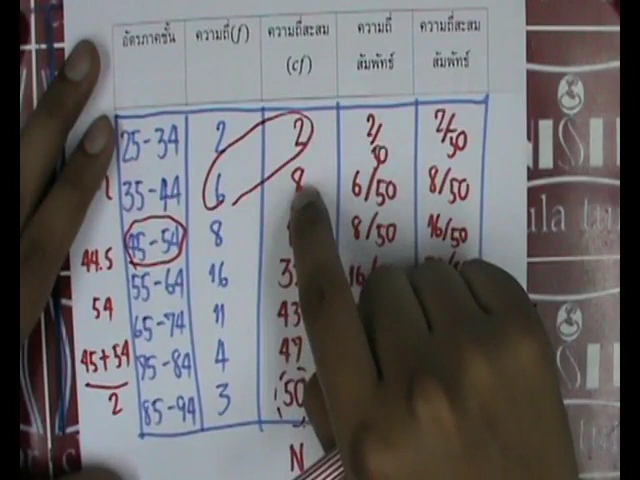 อัตรภาคชั้น ความถี่(f) ความถี่สะสม (cf) ความถี่สัมพัทธ์ ความถี่สะสมสัมพัทธ์
25-34 2 2 2/50 2/50
35-44 6 8 6/50 8/50
45-54 8 8/50 16/50
44.5
55-64 16
54
65-74 11 43
45+54
2
75-84 4 47
85-94 3 50
N